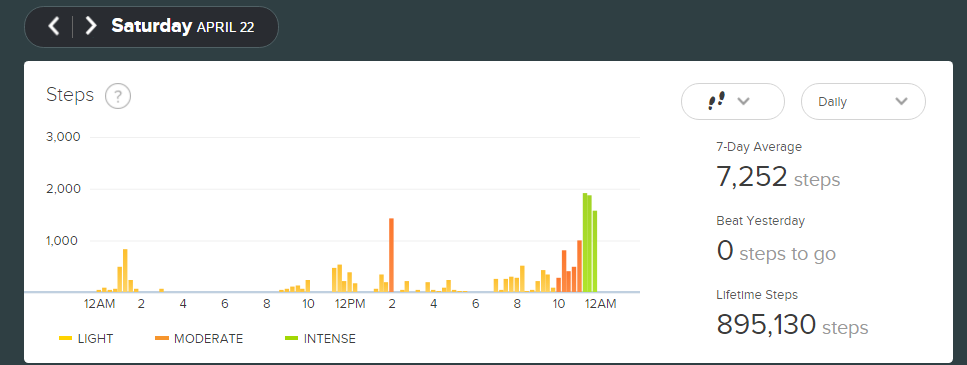 Saturday APRIL 22
Steps ?
Daily
3,000
2,000
1,000
12AM 2 4 6 8 10 12PM 2 4 6 8 10 12AM
LIGHT MODERATE INTENSE
7-Day Average
7,252 steps
Beat Yesterday
0 steps to go
Lifetime Steps
895,130 steps